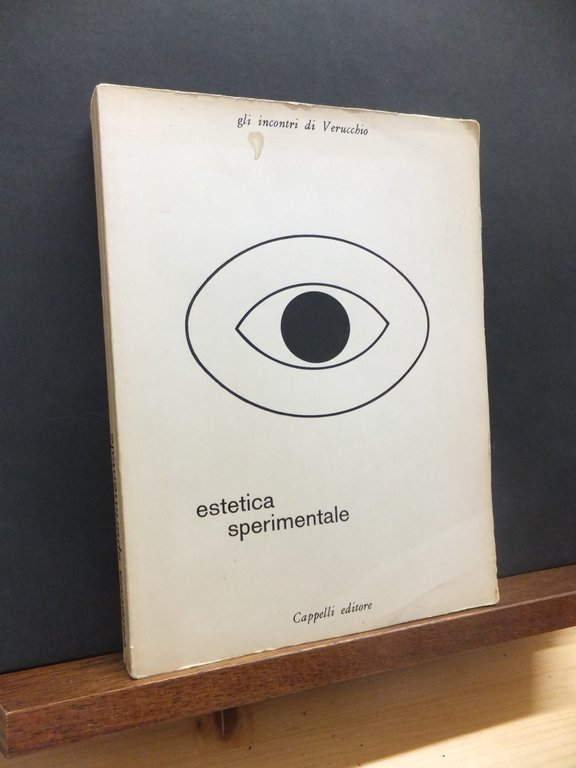 gli incontri di Verucchio
estetica
sperimentale
Cappelli editore